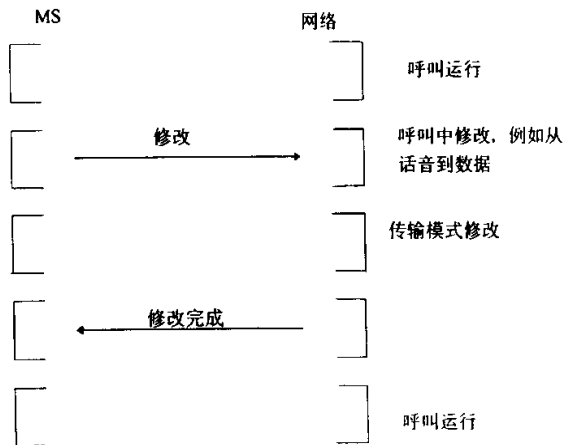 MS
网络
呼叫运行
修改
呼叫中修改，例如从
话音到数据
传输模式修改
修改完成
呼叫运行